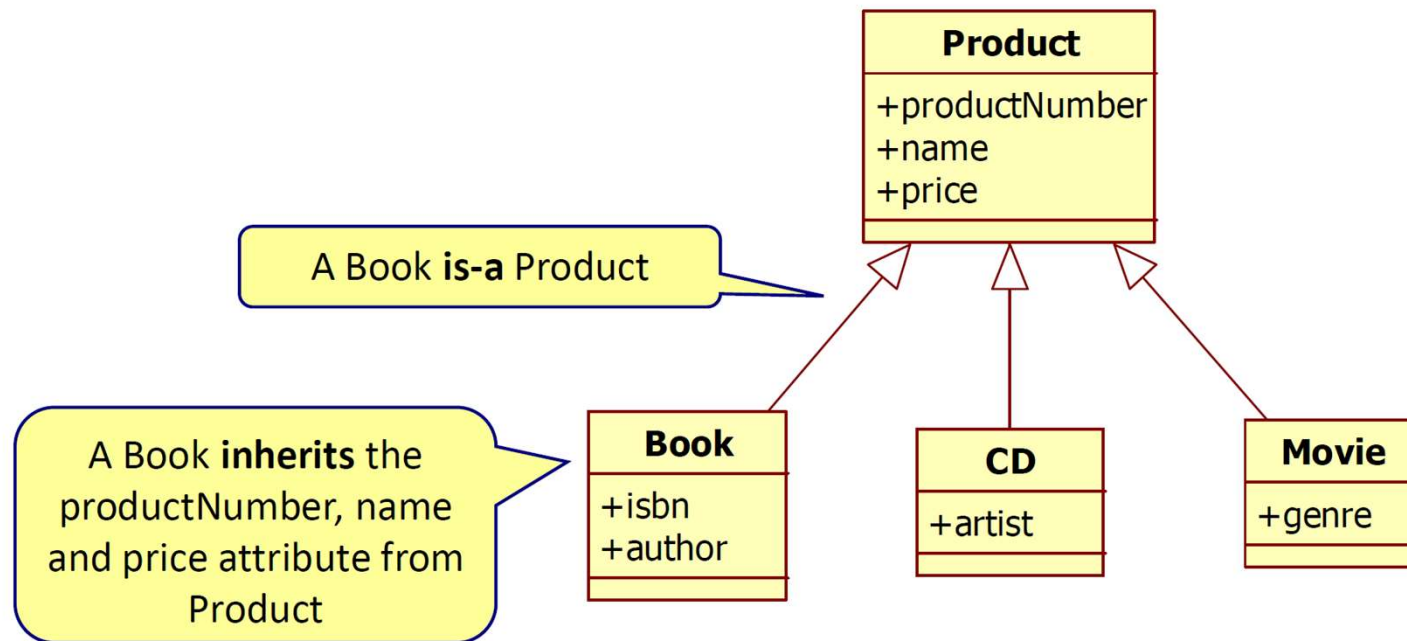 Product
+productNumber
+name
+price
A Book is-a Product
A Book inherits the
productNumber, name
and price attribute from
Product
Book
+isbn
+author
CD
+artist
Movie
+genre